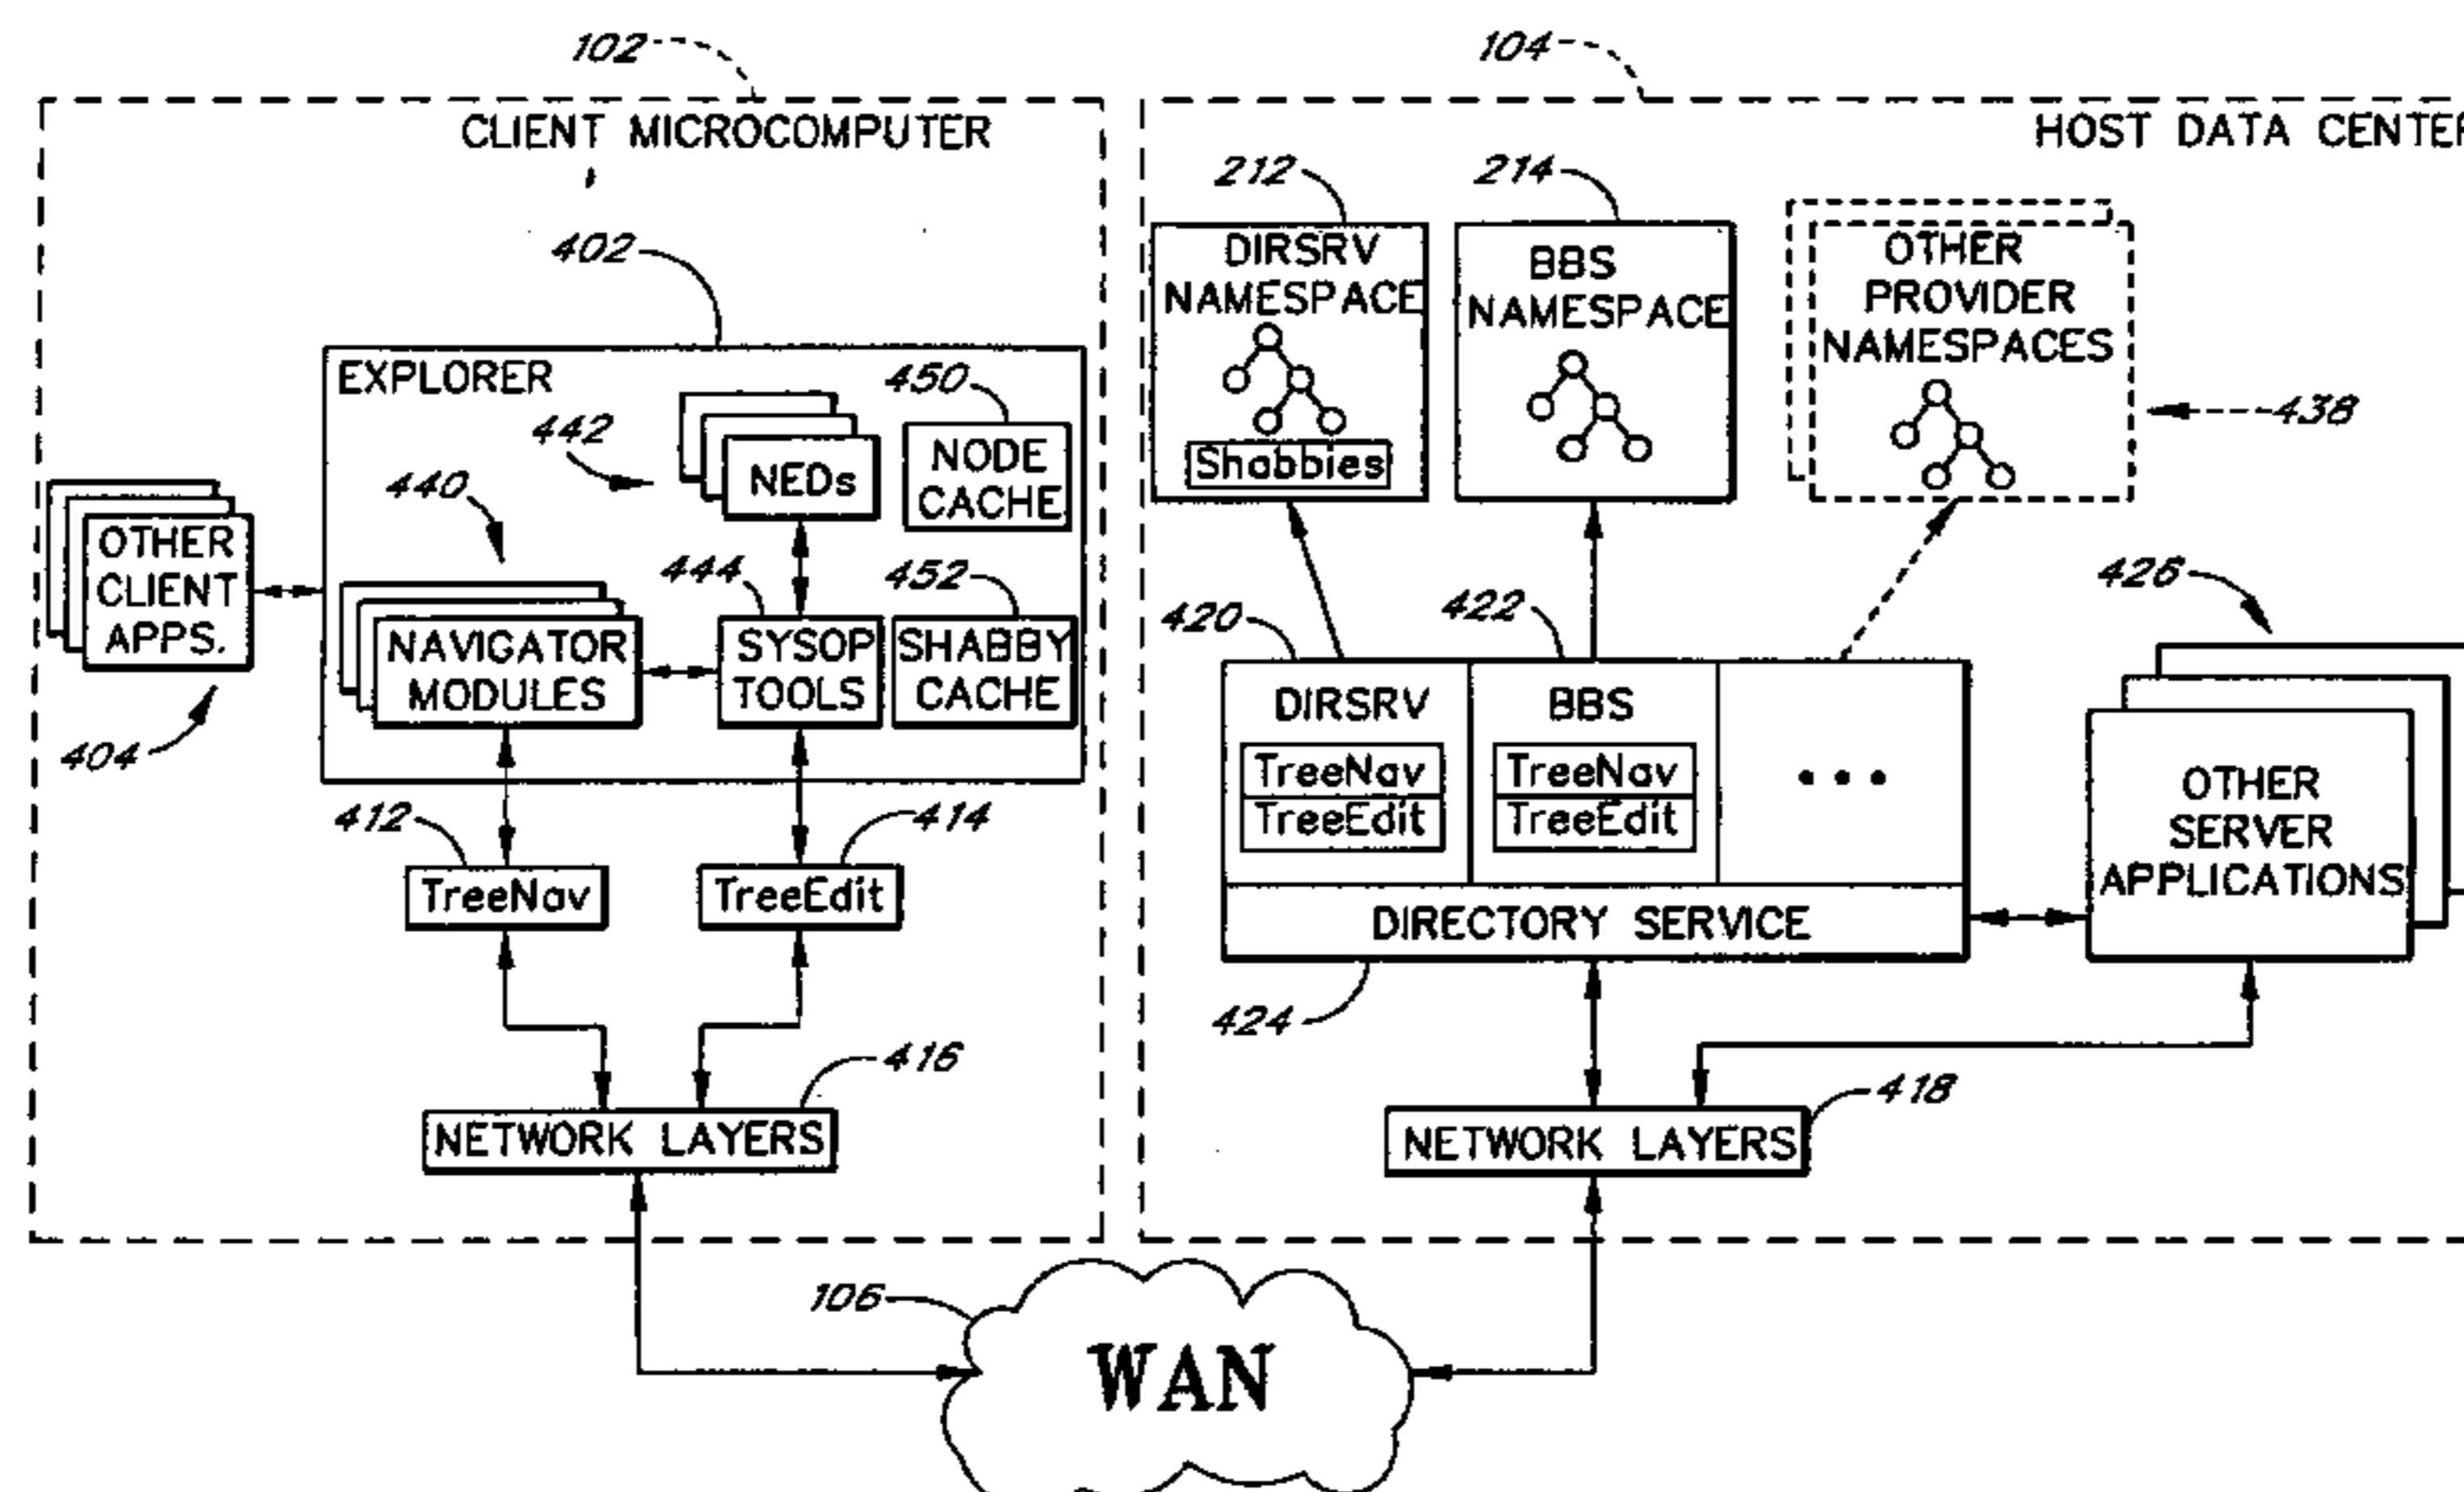 102
104
CLIENT MICROCOMPUTER
HOST DATA CENTER
212
214
402
DIRSRV
NAMESPACE
Shabbies
BBS
NAMESPACE
OTHER
PROVIDER
NAMESPACES
438
EXPLORER
442
450
NEDs
NODE
CACHE
440
OTHER
CLIENT
APPS.
404
NAVIGATOR
MODULES
444
SYSOP
TOOLS
452
SHABBY
CACHE
420
422
426
DIRSRV
TreeNav
TreeEdit
BBS
TreeNav
TreeEdit
• • •
OTHER
SERVER
APPLICATIONS
412
TreeNav
414
TreeEdit
DIRECTORY SERVICE
424
416
NETWORK LAYERS
418
NETWORK LAYERS
106
WAN